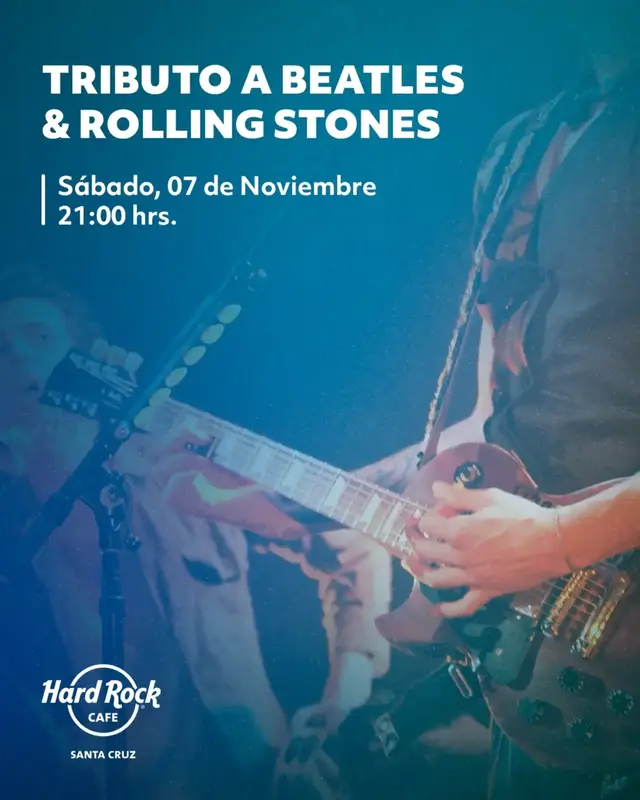 TRIBUTO A BEATLES
& ROLLING STONES
Sábado, 07 de Noviembre
21:00 hrs.
Hard Rock®
CAFE
SANTA CRUZ